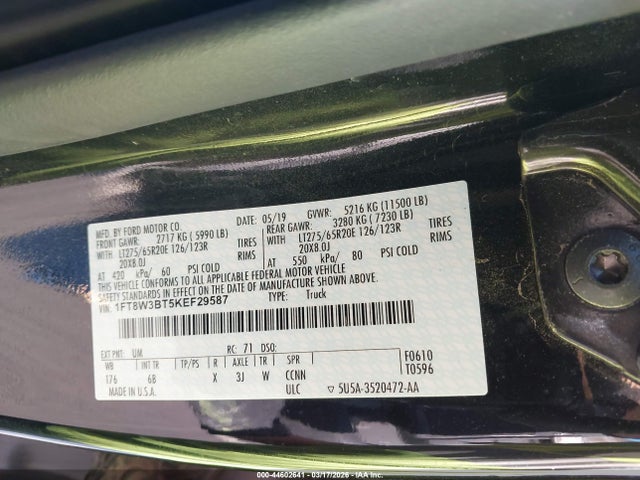 MFD. BY FORD MOTOR CO.
DATE: 05/19 GVWR: 5216 KG (11500 LB)
FRONT GAWR: 2717 KG (5990 LB) REAR GAWR: 3280 KG (7230 LB)
WITH LT275/65R20E 126/123R TIRES WITH LT275/65R20E 126/123R TIRES
20X8.0J RIMS 20X8.0J RIMS
AT 420 kPa/ 60 PSI COLD AT 550 kPa/ 80 PSI COLD
THIS VEHICLE CONFORMS TO ALL APPLICABLE FEDERAL MOTOR VEHICLE
SAFETY STANDARDS IN EFFECT ON THE DATE OF MANUFACTURE SHOWN ABOVE.
VIN: 1FT8W3BT5KEF29587 TYPE: Truck
EXT PNT: UM RC: 71 DSO: F0610
WB INT TR TP/PS R AXLE TR SPR T0596
176 6B X 3J W CCNN
MADE IN U.S.A. ULC ▽ 5U5A-3520472-AA
000-44602641 - 03/17/2026 - IAA Inc.